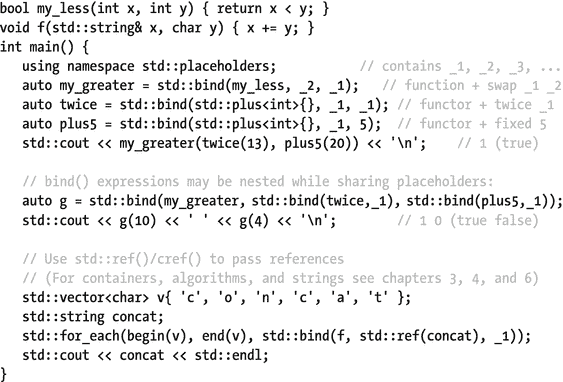 bool my_less(int x, int y) { return x < y; }
void f(std::string& x, char y) { x += y; }
int main() {
using namespace std::placeholders; // contains _1, _2, _3, ...
auto my_greater = std::bind(my_less, _2, _1); // function + swap _1 _2
auto twice = std::bind(std::plus<int>{}, _1, _1); // functor + twice _1
auto plus5 = std::bind(std::plus<int>{}, _1, 5); // functor + fixed 5
std::cout << my_greater(twice(13), plus5(20)) << '\n'; // 1 (true)
// bind() expressions may be nested while sharing placeholders:
auto g = std::bind(my_greater, std::bind(twice,_1), std::bind(plus5,_1));
std::cout << g(10) << ' ' << g(4) << '\n'; // 1 0 (true false)
// Use std::ref()/cref() to pass references
// (For containers, algorithms, and strings see chapters 3, 4, and 6)
std::vector<char> v{ 'c', 'o', 'n', 'c', 'a', 't' };
std::string concat;
std::for_each(begin(v), end(v), std::bind(f, std::ref(concat), _1));
std::cout << concat << std::endl;
}